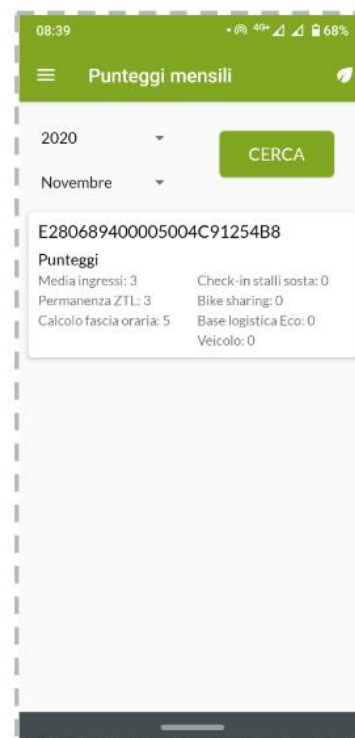 08:39
4G+ 68%
Punteggi mensili
2020
CERCA
Novembre
E280689400005004C91254B8
Punteggi
Media ingressi: 3
Check-in stalli sosta: 0
Permanenza ZTL: 3
Bike sharing: 0
Calcolo fascia oraria: 5
Base logistica Eco: 0
Veicolo: 0